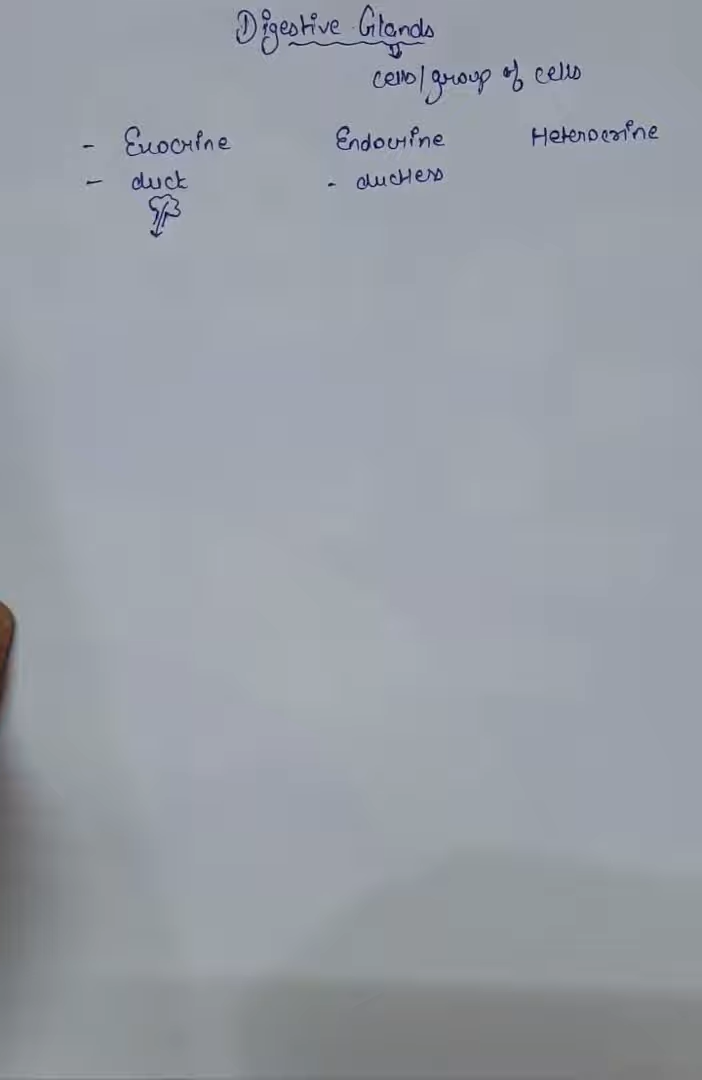 Digestive Glands
cells/group of cells
- Exocrine Endocrine Heterocrine
- duct - ductless